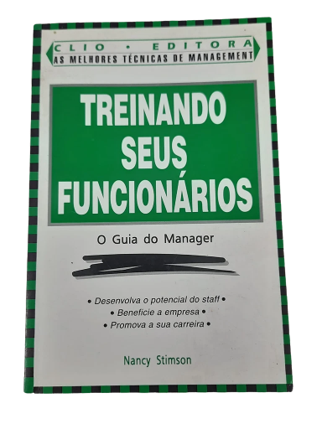 CLIO • EDITORA
AS MELHORES TÉCNICAS DE MANAGEMENT
TREINANDO
SEUS
FUNCIONÁRIOS
O Guia do Manager
• Desenvolva o potencial do staff •
• Beneficie a empresa •
• Promova a sua carreira •
Nancy Stimson